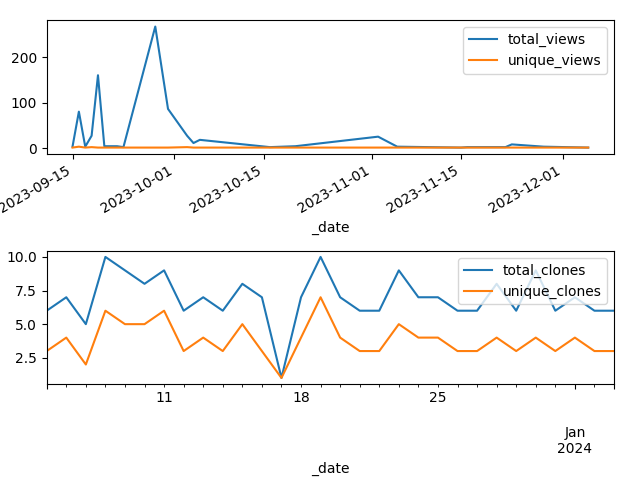 total_views
unique_views
200
100
0
2023-09-15
2023-10-01
2023-10-15
2023-11-01
2023-11-15
2023-12-01
_date
total_clones
unique_clones
10.0
7.5
5.0
2.5
11
18
25
Jan
2024
_date